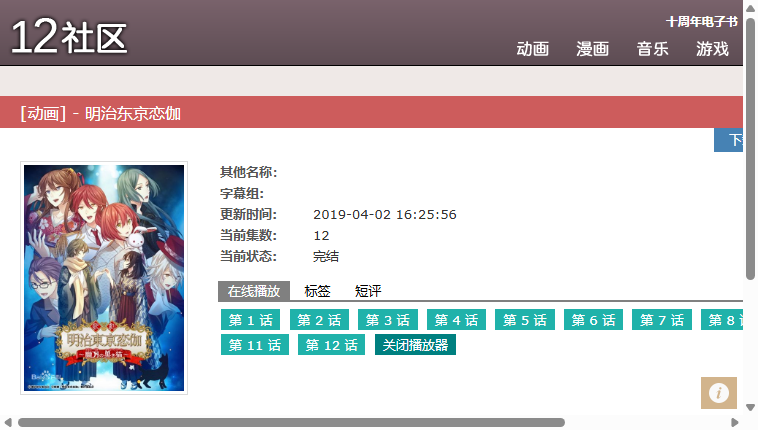 12社区
十周年电子书
动画 漫画 音乐 游戏
[动画] - 明治东京恋伽
其他名称:
字幕组:
更新时间: 2019-04-02 16:25:56
当前集数: 12
当前状态: 完结
在线播放 标签 短评
第 1 话 第 2 话 第 3 话 第 4 话 第 5 话 第 6 话 第 7 话 第 8
第 11 话 第 12 话 关闭播放器
明治東亰恋伽
i